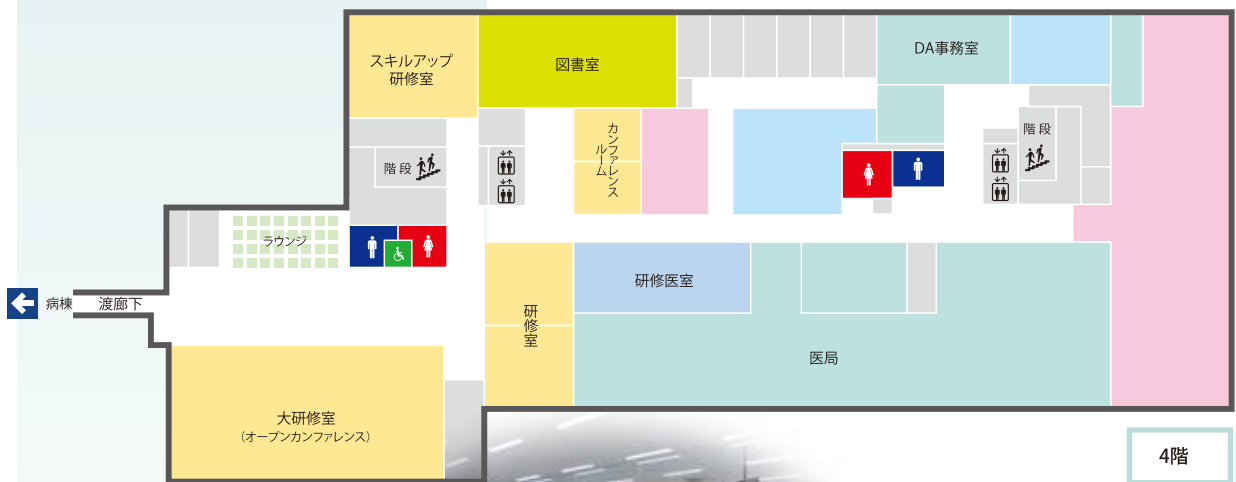 スキルアップ
研修室
図書室
DA事務室
カンファレンス
ルーム
階段
階段
ラウンジ
病棟
渡廊下
研修医室
研修室
医局
大研修室
(オープンカンファレンス)
4階